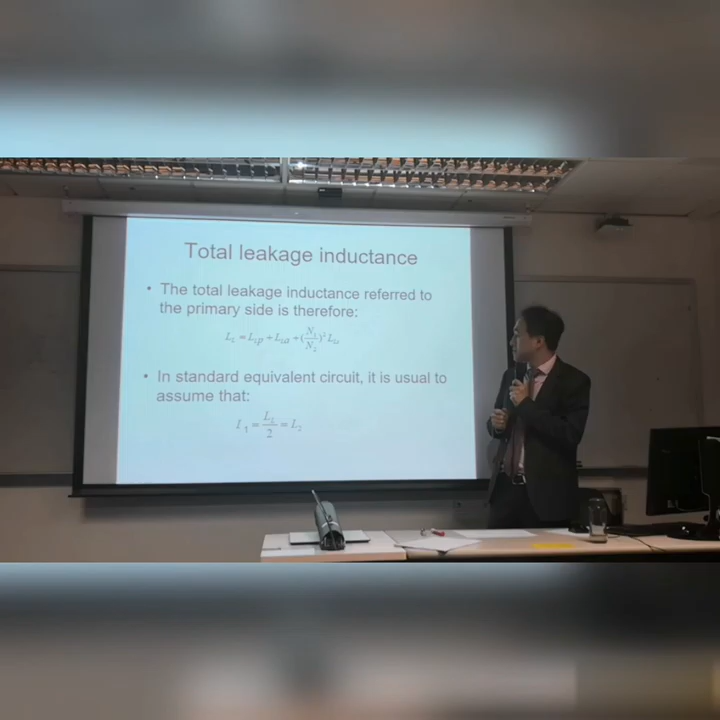 Total leakage inductance
• The total leakage inductance referred to
the primary side is therefore:
• In standard equivalent circuit, it is usual to
assume that: